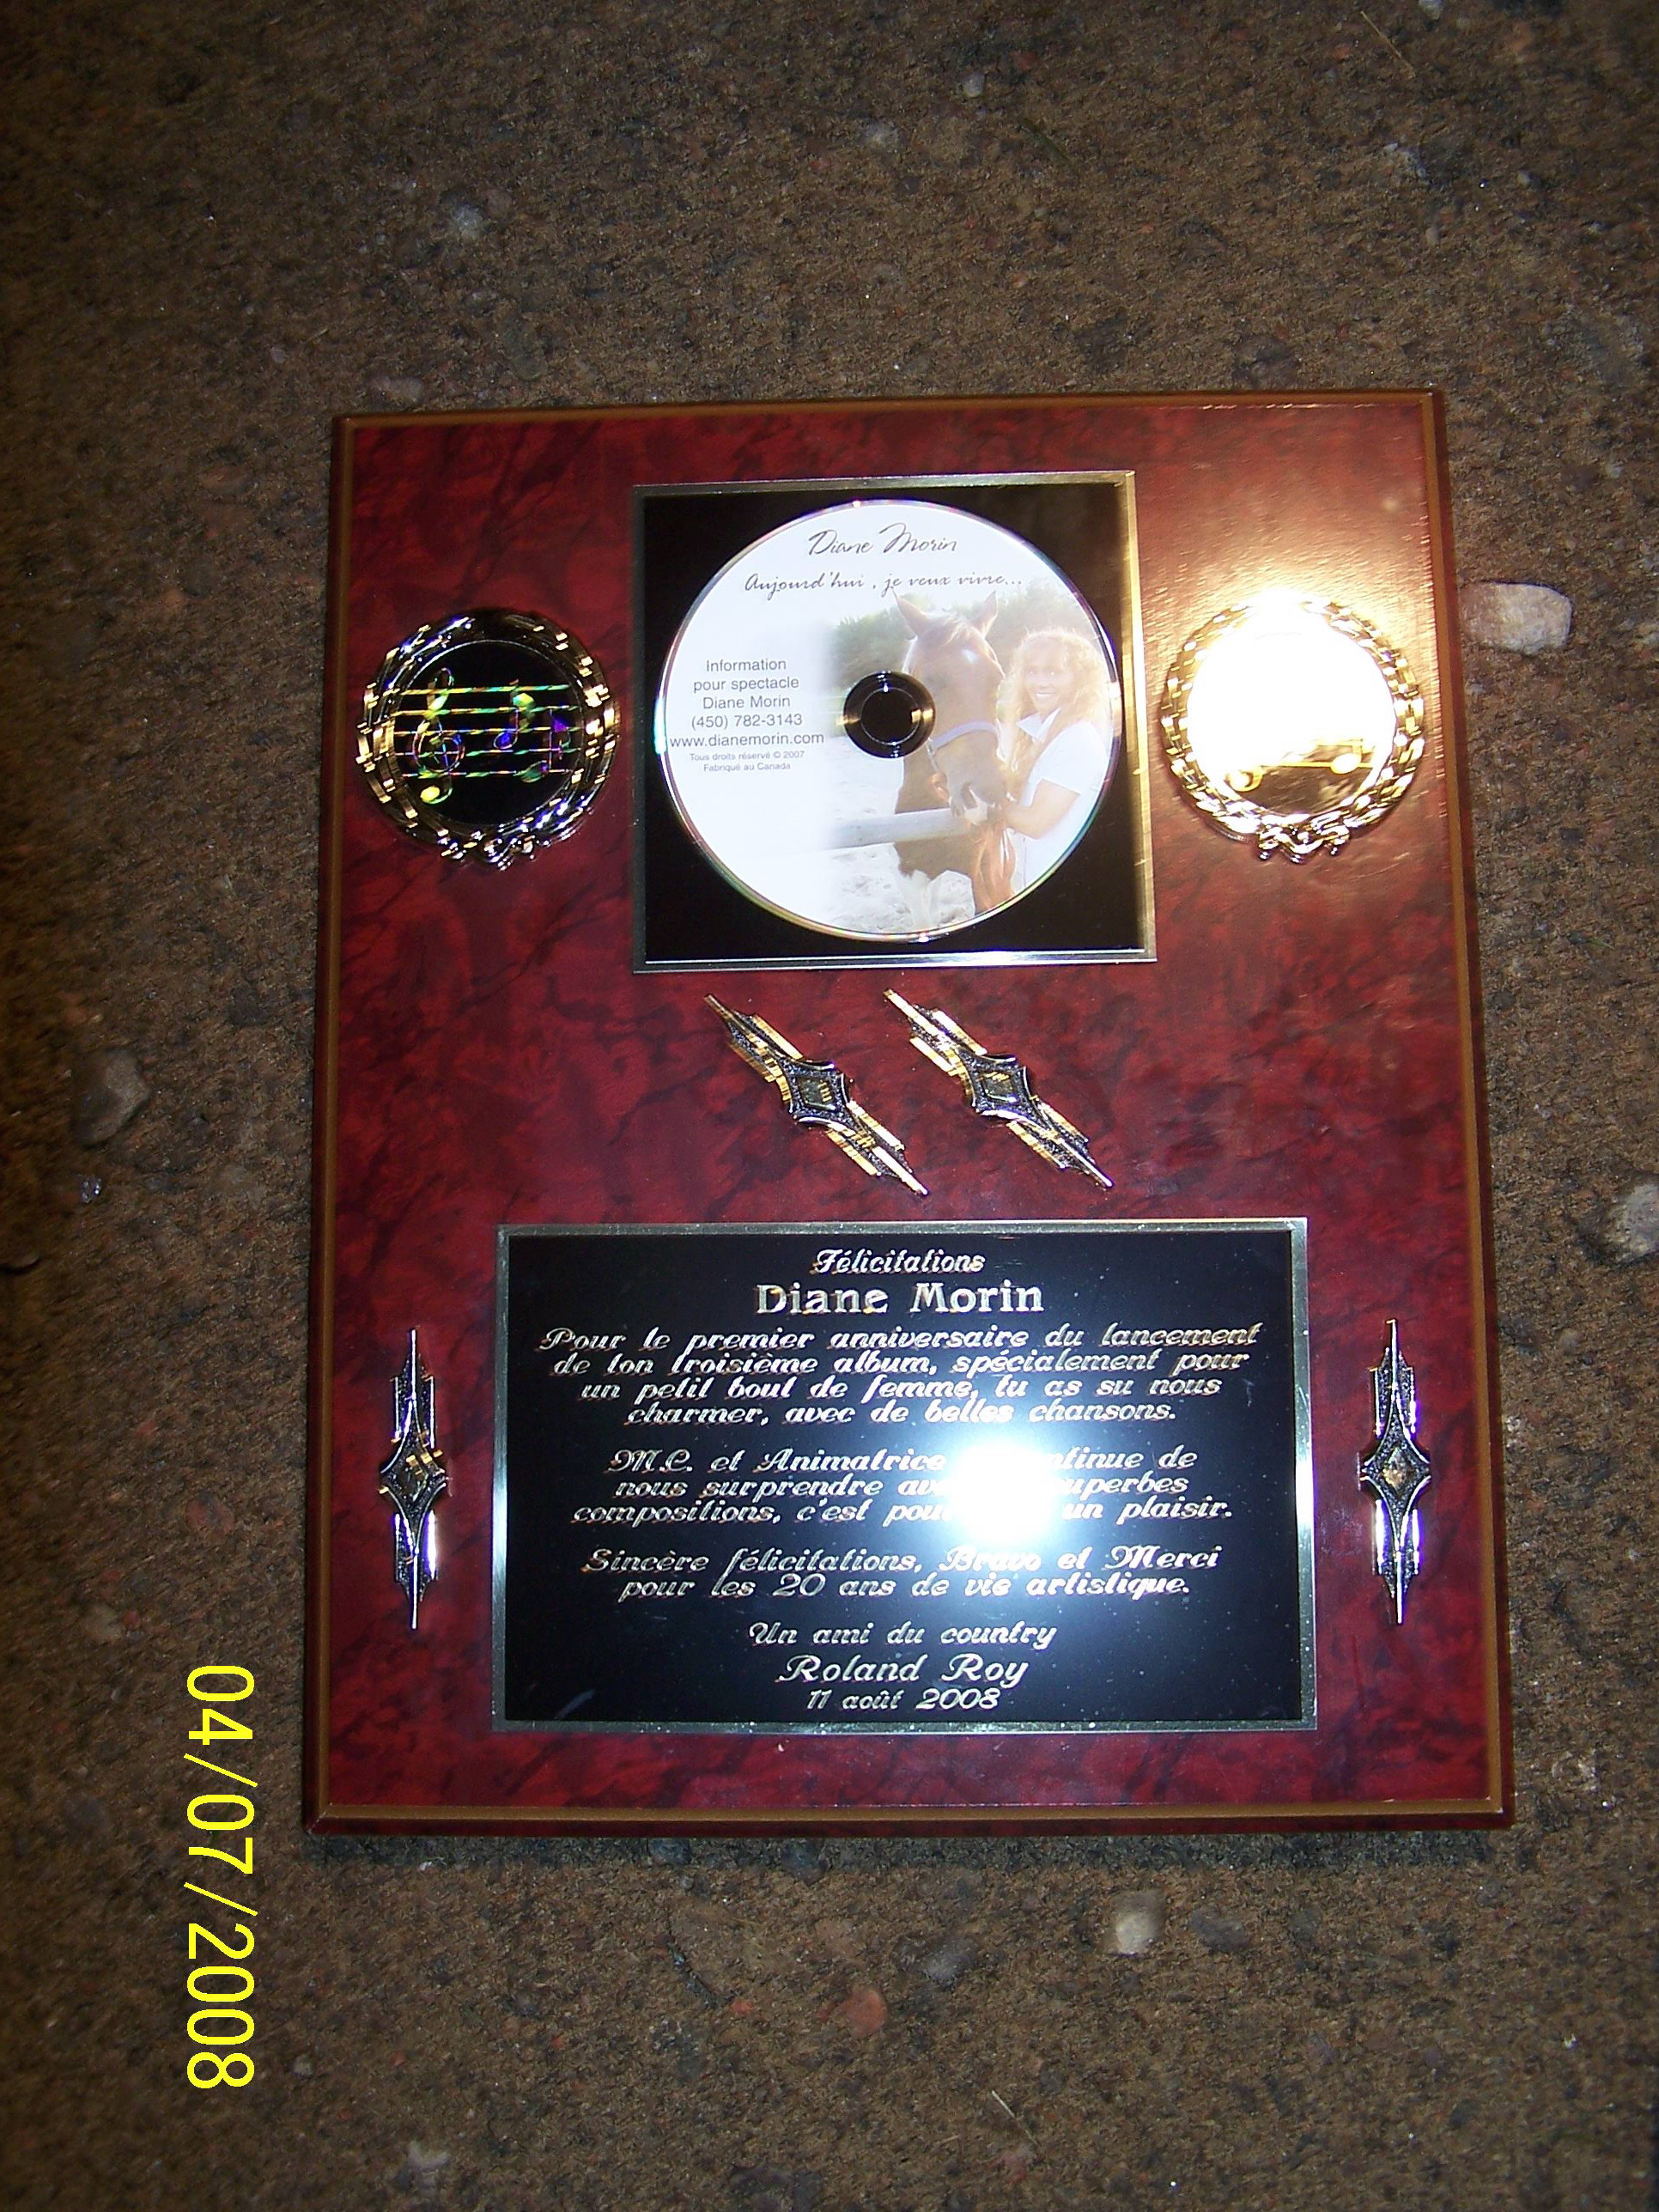 Diane Morin
Aujourd'hui, je veux vivre...
Information
pour spectacle
Diane Morin
(450) 782-3143
www.dianemorin.com
Tous droits réservé © 2007
Fabriqué au Canada
Félicitations
Diane Morin
Pour le premier anniversaire du lancement
de ton troisième album, spécialement pour
un petit bout de femme, tu as su nous
charmer, avec de belles chansons.
M.C. et Animatrice de
nous surprendre
compositions, c'est un plaisir.
Sincère félicitations, Bravo et Merci
pour les 20 ans de vie artistique.
Un ami du country
Roland Roy
11 août 2008
04/07/2008